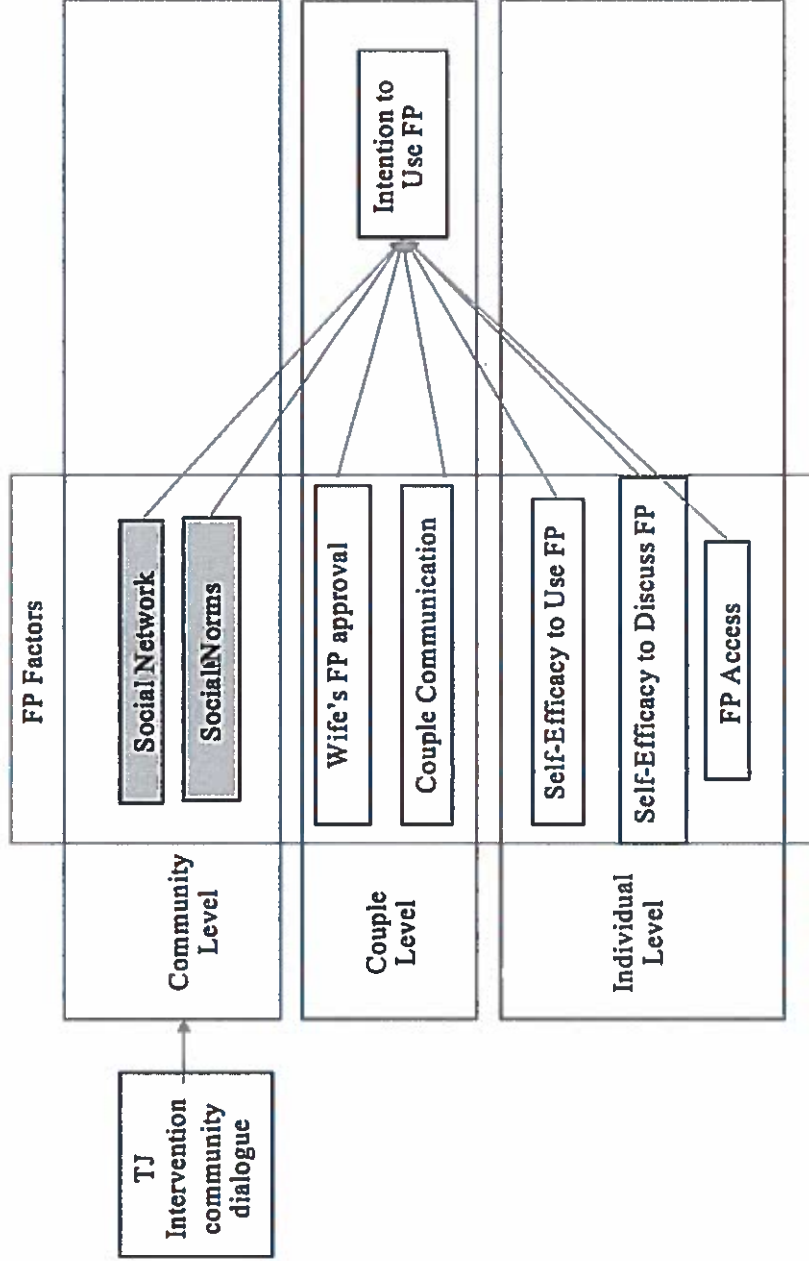 FP Factors
TJ
Intervention
community
dialogue
Community
Level
Social Network
Social Norms
Couple
Level
Wife's FP approval
Couple Communication
Intention to
Use FP
Individual
Level
Self-Efficacy to Use FP
Self-Efficacy to Discuss FP
FP Access